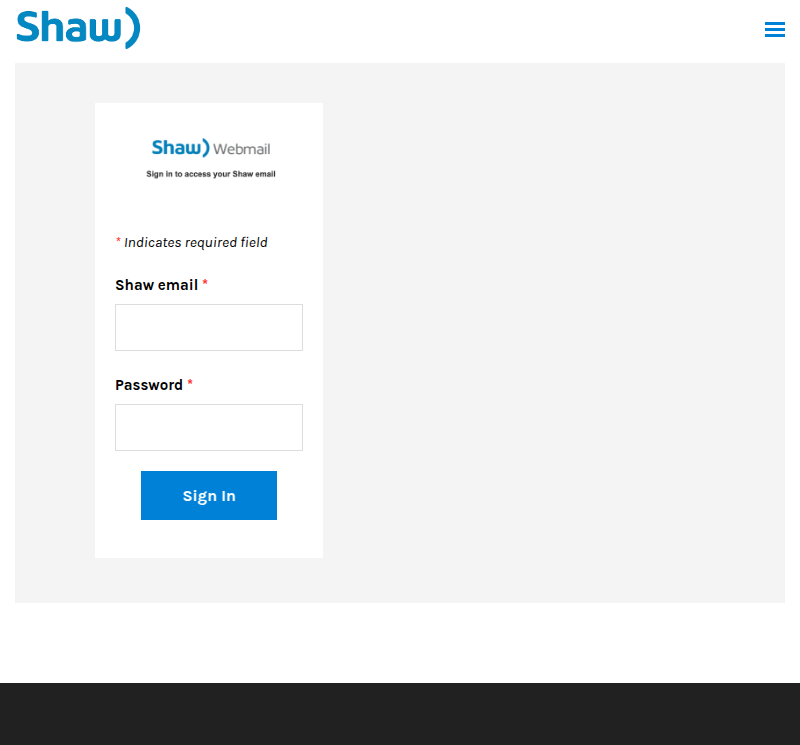 Shaw)
Shaw) Webmail
Sign in to access your Shaw email
* Indicates required field
Shaw email *
Password *
Sign In